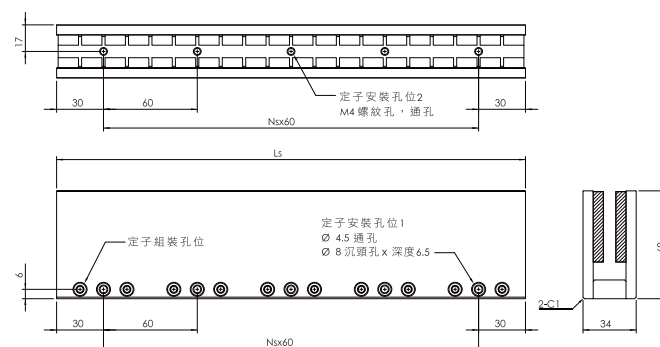 17
30
60
定子安裝孔位2
M4 螺紋孔，通孔
30
Nsx60
Ls
定子組裝孔位
定子安裝孔位1
Ø 4.5 通孔
Ø 8 沉頭孔 x 深度6.5
6
2-C1
30
60
30
34
Nsx60